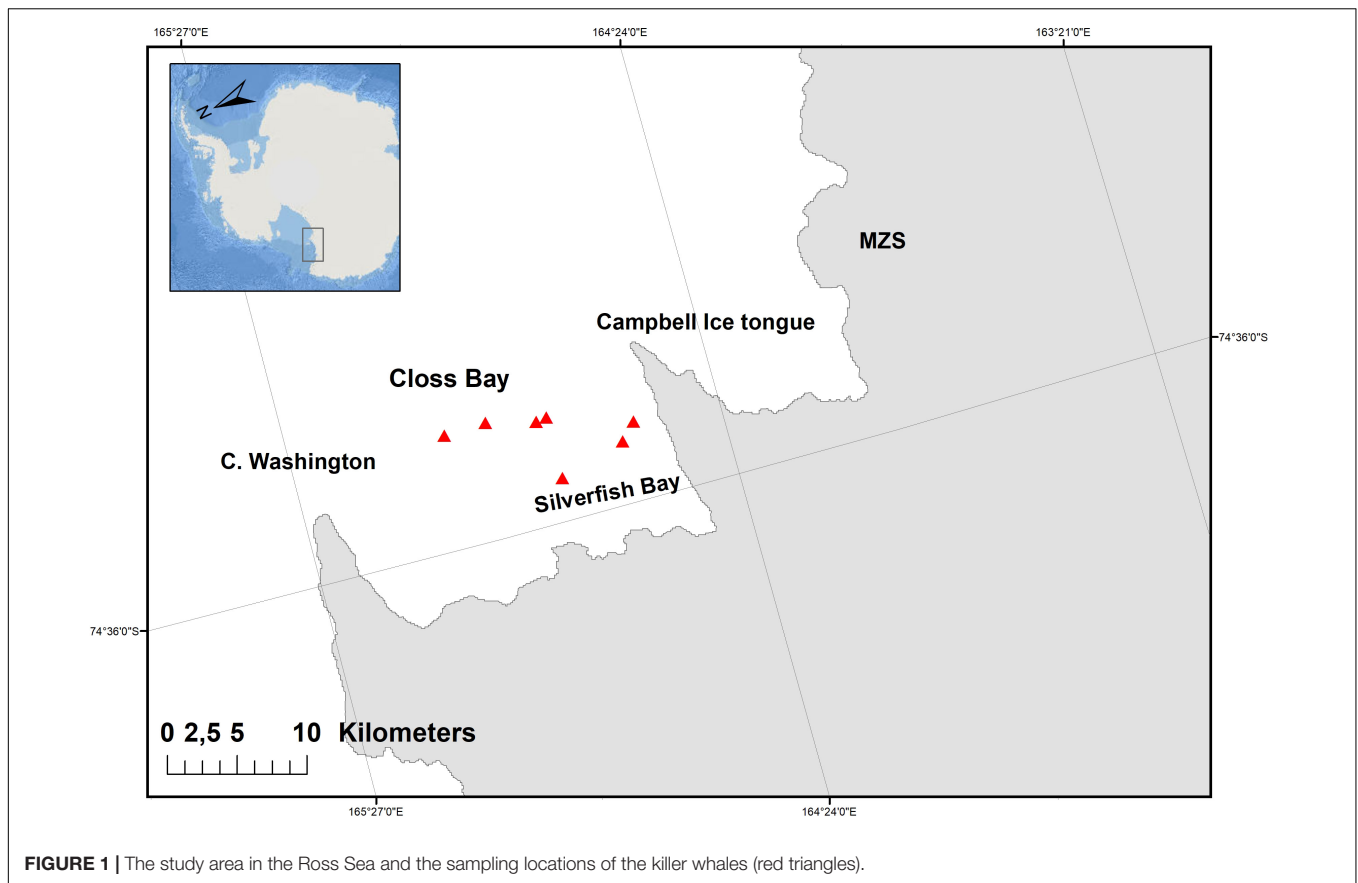 165°27'0"E
164°24'0"E
163°21'0"E
N
MZS
Campbell Ice tongue
74°36'0"S
Closs Bay
C. Washington
Silverfish Bay
74°36'0"S
0 2,5 5 10 Kilometers
165°27'0"E
164°24'0"E
FIGURE 1 | The study area in the Ross Sea and the sampling locations of the killer whales (red triangles).